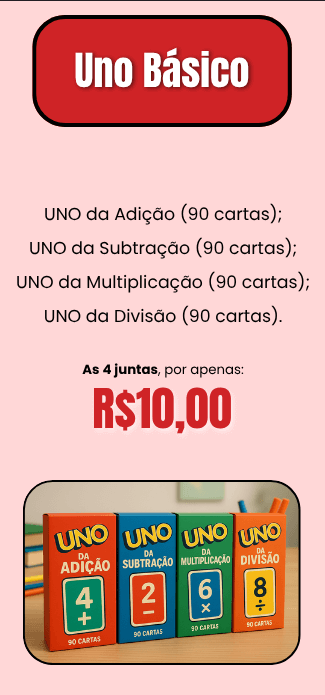 Uno Básico
UNO da Adição (90 cartas);
UNO da Subtração (90 cartas);
UNO da Multiplicação (90 cartas);
UNO da Divisão (90 cartas).
As 4 juntas, por apenas:
R$10,00
UNO
DA
ADIÇÃO
4
+
90 CARTAS
UNO
DA
SUBTRAÇÃO
2
−
90 CARTAS
UNO
DA
MULTIPLICAÇÃO
6
×
90 CARTAS
UNO
DA
DIVISÃO
8
÷
90 CARTAS